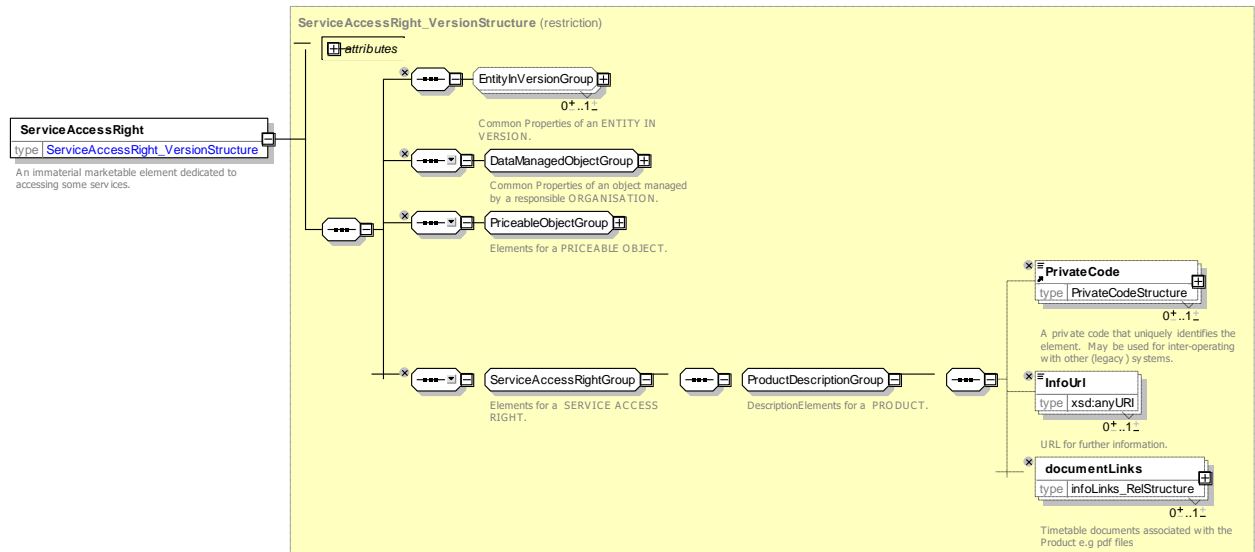 ServiceAccessRight_VersionStructure (restriction)
attributes
EntityInVersionGroup
0..1
Common Properties of an ENTITY IN
VERSION.
ServiceAccessRight
type ServiceAccessRight_VersionStructure
An immaterial marketable element dedicated to
accessing some services.
DataManagedObjectGroup
Common Properties of an object managed
by a responsible ORGANISATION.
PriceableObjectGroup
Elements for a PRICEABLE OBJECT.
PrivateCode
type PrivateCodeStructure
0..1
A private code that uniquely identifies the
element. May be used for inter-operating
with other (legacy) systems.
ServiceAccessRightGroup
Elements for a SERVICE ACCESS
RIGHT.
ProductDescriptionGroup
DescriptionElements for a PRODUCT.
InfoUrl
type xsd:anyURI
0..1
URL for further information.
documentLinks
type infoLinks_RelStructure
0..1
Timetable documents associated with the
Product e.g pdf files